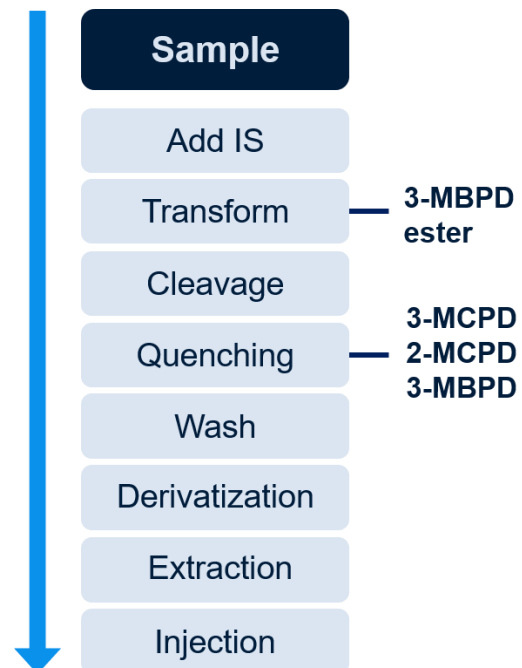 Sample
Add IS
Transform
3-MBPD
ester
Cleavage
3-MCPD
Quenching
2-MCPD
3-MBPD
Wash
Derivatization
Extraction
Injection